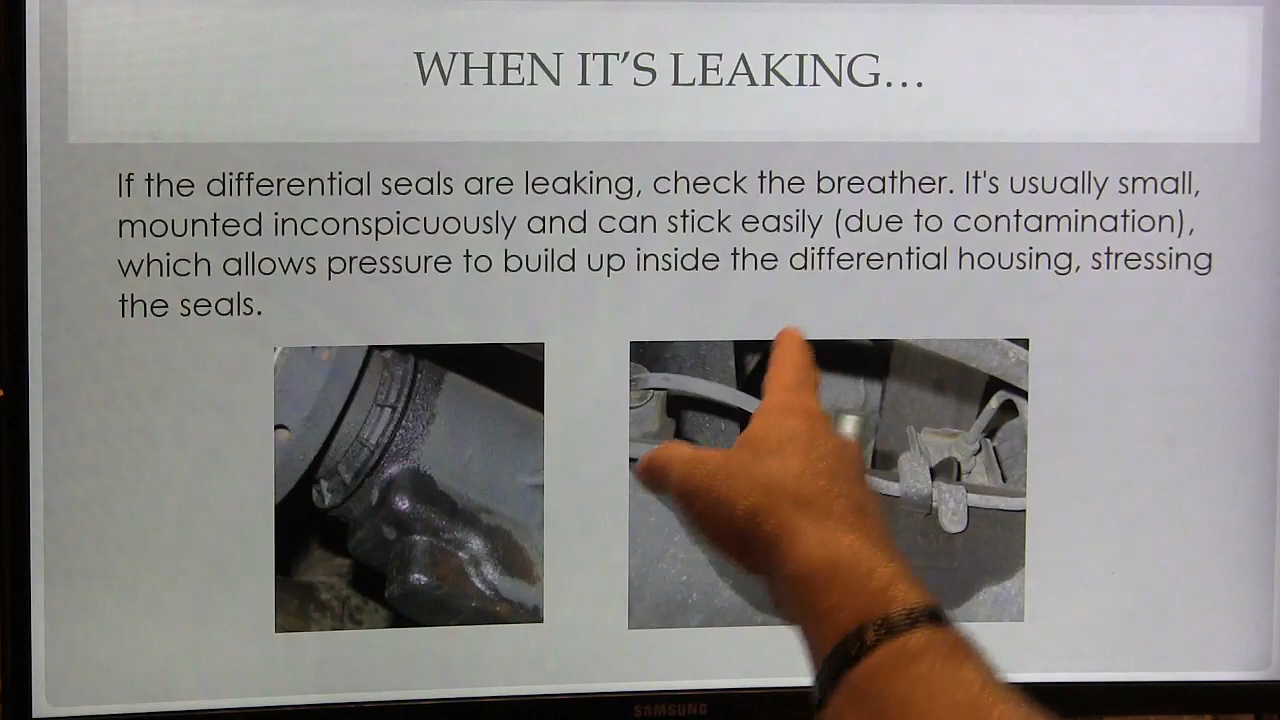 WHEN IT'S LEAKING...
If the differential seals are leaking, check the breather. It's usually small,
mounted inconspicuously and can stick easily (due to contamination),
which allows pressure to build up inside the differential housing, stressing
the seals.
SAMSUNG